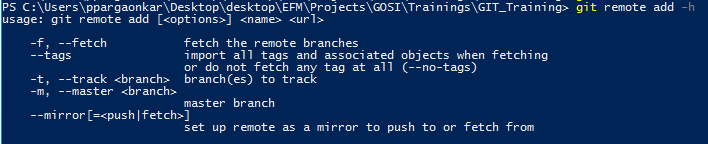 PS C:\Users\ppargaonkar\Desktop\desktop\EFM\Projects\GOSI\Trainings\GIT_Training> git remote add -h
usage: git remote add [<options>] <name> <url>
-f, --fetch           fetch the remote branches
--tags                import all tags and associated objects when fetching
or do not fetch any tag at all (--no-tags)
-t, --track <branch>  branch(es) to track
-m, --master <branch>
master branch
--mirror[=<push|fetch>]
set up remote as a mirror to push to or fetch from